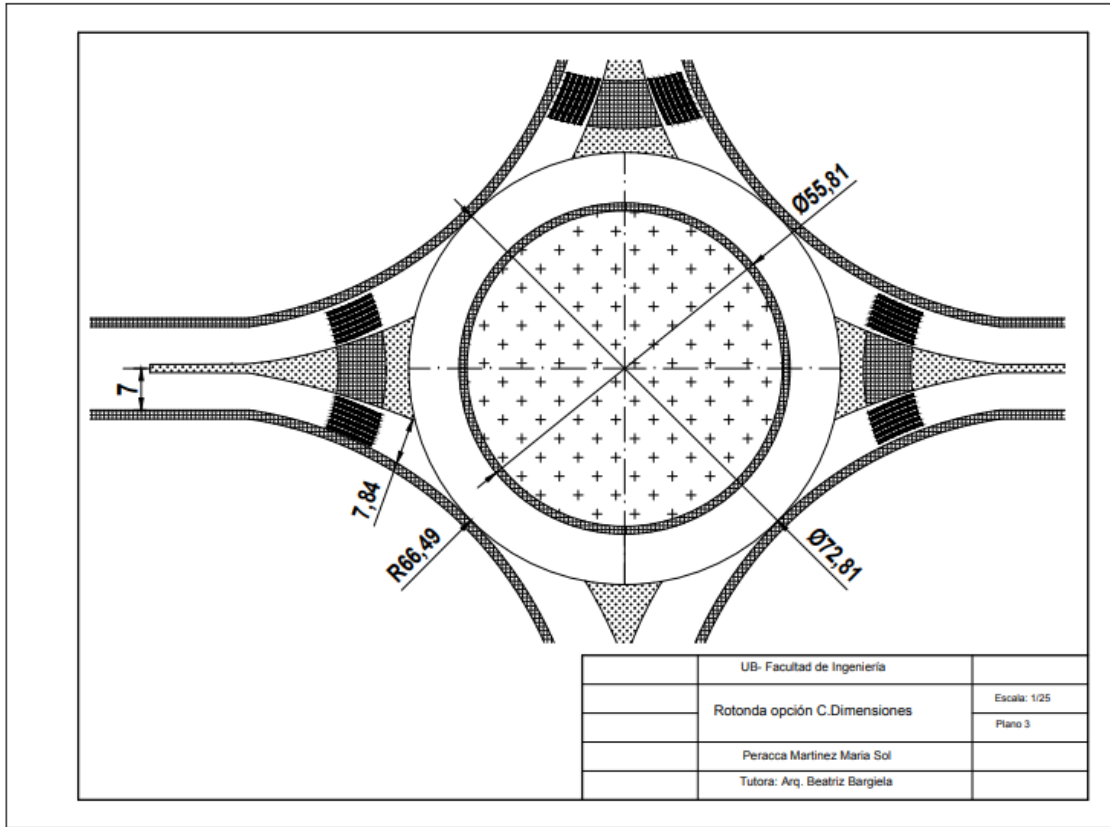 Ø55,81
7
7,84
R66,49
Ø72,81
UB- Facultad de Ingeniería
Rotonda opción C.Dimensiones
Escala: 1/25
Plano 3
Peracca Martinez Maria Sol
Tutora: Arq. Beatriz Bargiela